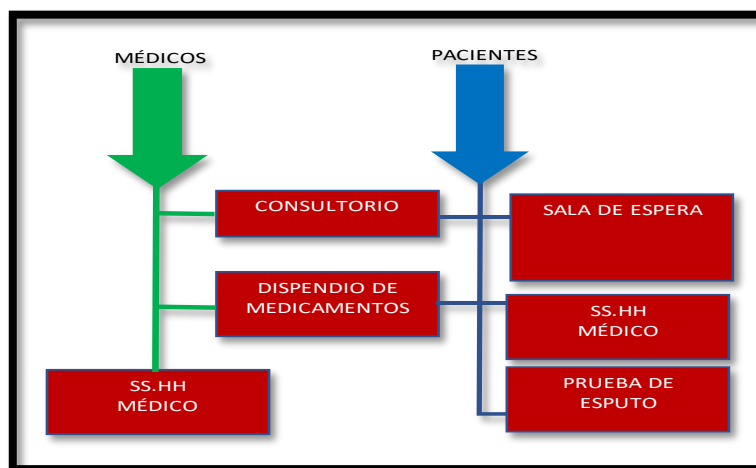 MÉDICOS
PACIENTES
CONSULTORIO
SALA DE ESPERA
DISPENDIO DE
MEDICAMENTOS
SS.HH
MÉDICO
SS.HH
MÉDICO
PRUEBA DE
ESPUTO